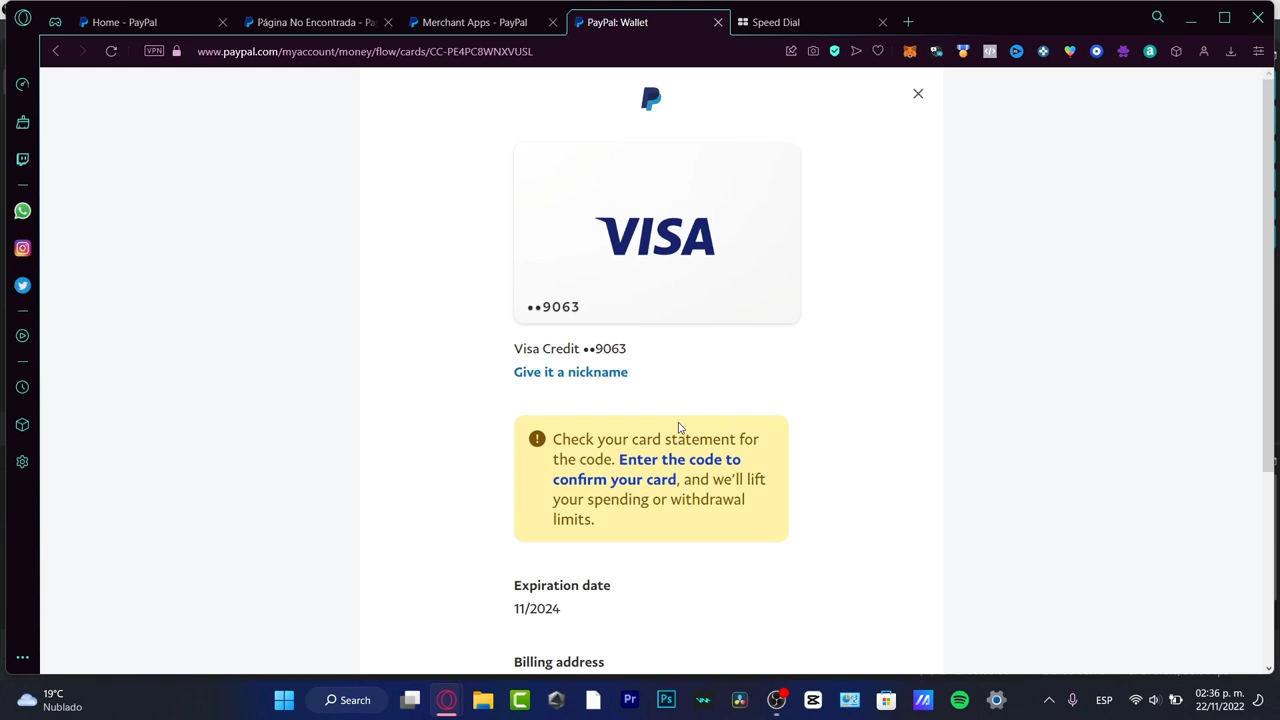 Home - PayPal
Página No Encontrada - Pa
Merchant Apps - PayPal
PayPal: Wallet
Speed Dial
VPN
www.paypal.com/myaccount/money/flow/cards/CC-PE4PC8WNXVUSL
VISA
••9063
Visa Credit ••9063
Give it a nickname
Check your card statement for
the code. Enter the code to
confirm your card, and we'll lift
your spending or withdrawal
limits.
Expiration date
11/2024
Billing address
19°C
Nublado
Search
ESP
02:36 p. m.
22/11/2022